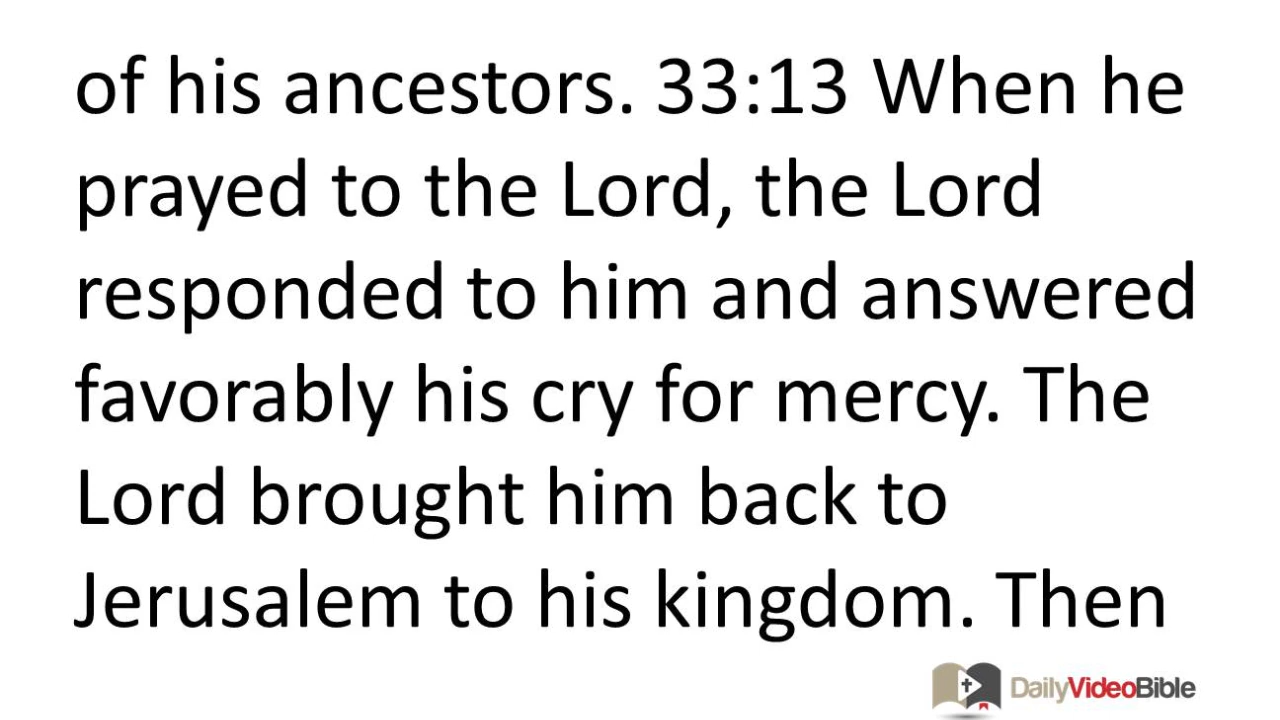 of his ancestors. 33:13 When he
prayed to the Lord, the Lord
responded to him and answered
favorably his cry for mercy. The
Lord brought him back to
Jerusalem to his kingdom. Then
DailyVideoBible